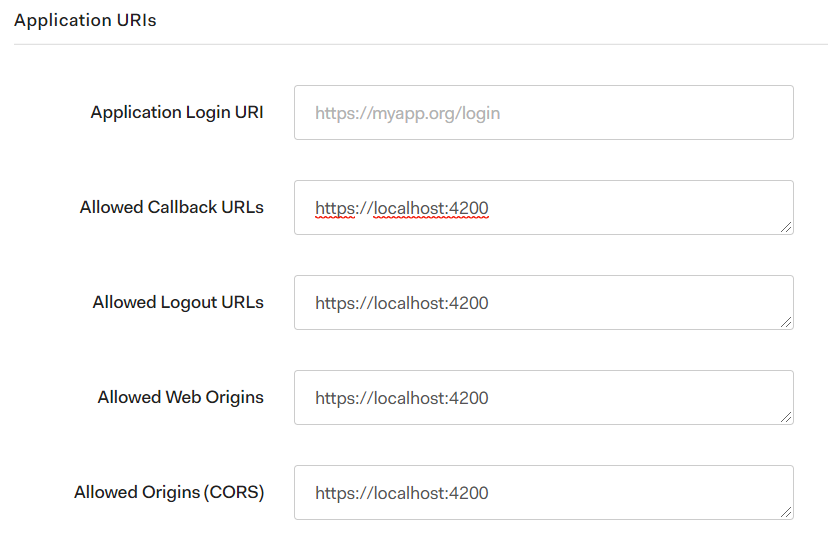 Application URIs
Application Login URI
https://myapp.org/login
Allowed Callback URLs
https://localhost:4200
Allowed Logout URLs
https://localhost:4200
Allowed Web Origins
https://localhost:4200
Allowed Origins (CORS)
https://localhost:4200